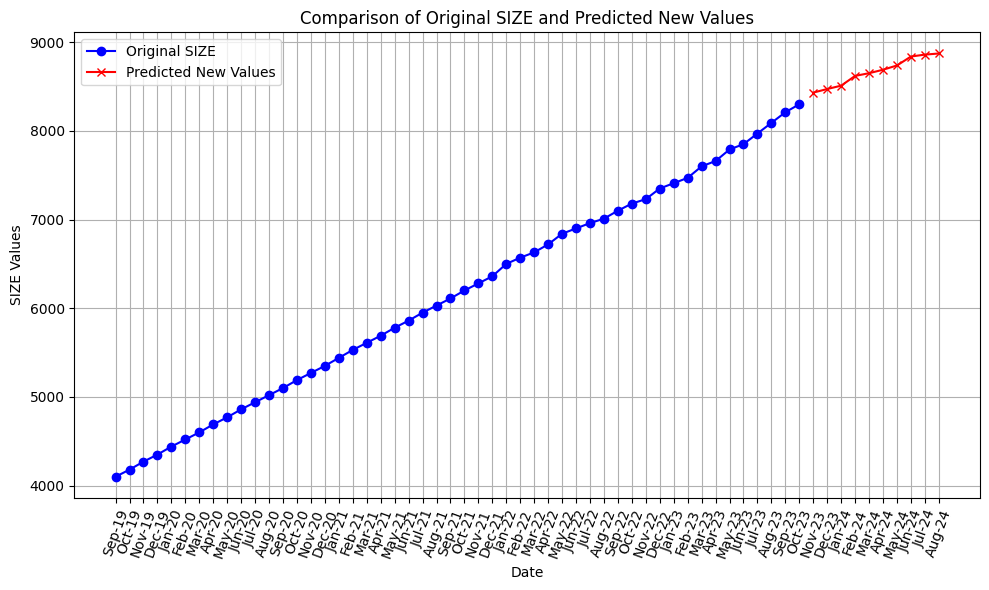 Comparison of Original SIZE and Predicted New Values
Original SIZE
Predicted New Values
9000
8000
7000
6000
5000
4000
SIZE Values
Sep-19
Oct-19
Nov-19
Dec-19
Jan-20
Feb-20
Mar-20
Apr-20
May-20
Jun-20
Jul-20
Aug-20
Sep-20
Oct-20
Nov-20
Dec-20
Jan-21
Feb-21
Mar-21
Apr-21
May-21
Jun-21
Jul-21
Aug-21
Sep-21
Oct-21
Nov-21
Dec-21
Jan-22
Feb-22
Mar-22
Apr-22
May-22
Jun-22
Jul-22
Aug-22
Sep-22
Oct-22
Nov-22
Dec-22
Jan-23
Feb-23
Mar-23
Apr-23
May-23
Jun-23
Jul-23
Aug-23
Sep-23
Oct-23
Nov-23
Dec-23
Jan-24
Feb-24
Mar-24
Apr-24
May-24
Jun-24
Jul-24
Aug-24
Date